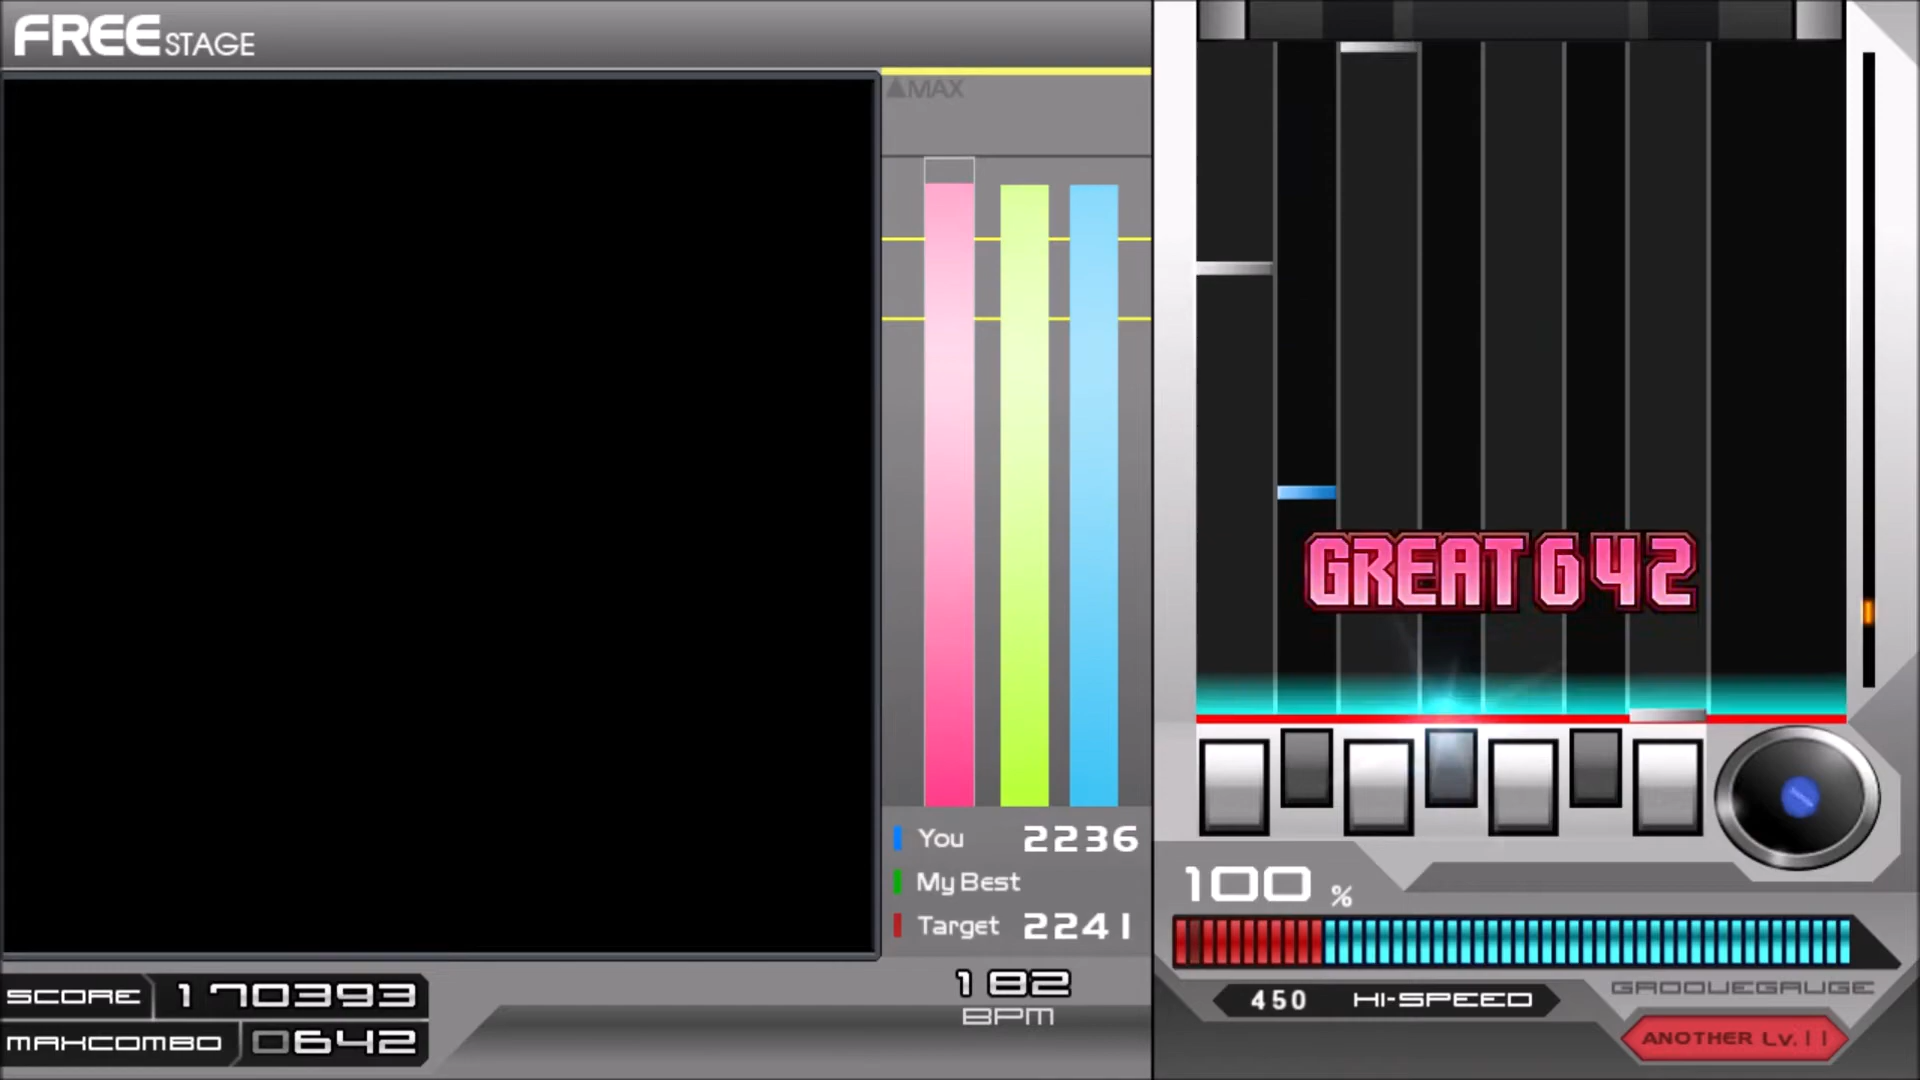 FREE STAGE
▲MAX
GREAT 642
You 2236
My Best
Target 2241
100 %
SCORE 170393
MAXCOMBO 0642
182
BPM
450 HI-SPEED
GROOVEGAUGE
ANOTHER Lv.11